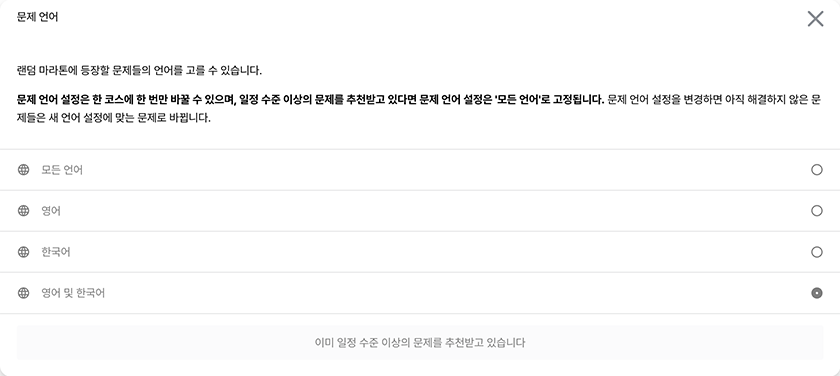 문제 언어
랜덤 마라톤에 등장할 문제들의 언어를 고를 수 있습니다.
문제 언어 설정은 한 코스에 한 번만 바꿀 수 있으며, 일정 수준 이상의 문제를 추천받고 있다면 문제 언어 설정은 '모든 언어'로 고정됩니다. 문제 언어 설정을 변경하면 아직 해결하지 않은 문
제들은 새 언어 설정에 맞는 문제로 바뀝니다.
모든 언어
영어
한국어
영어 및 한국어
이미 일정 수준 이상의 문제를 추천받고 있습니다